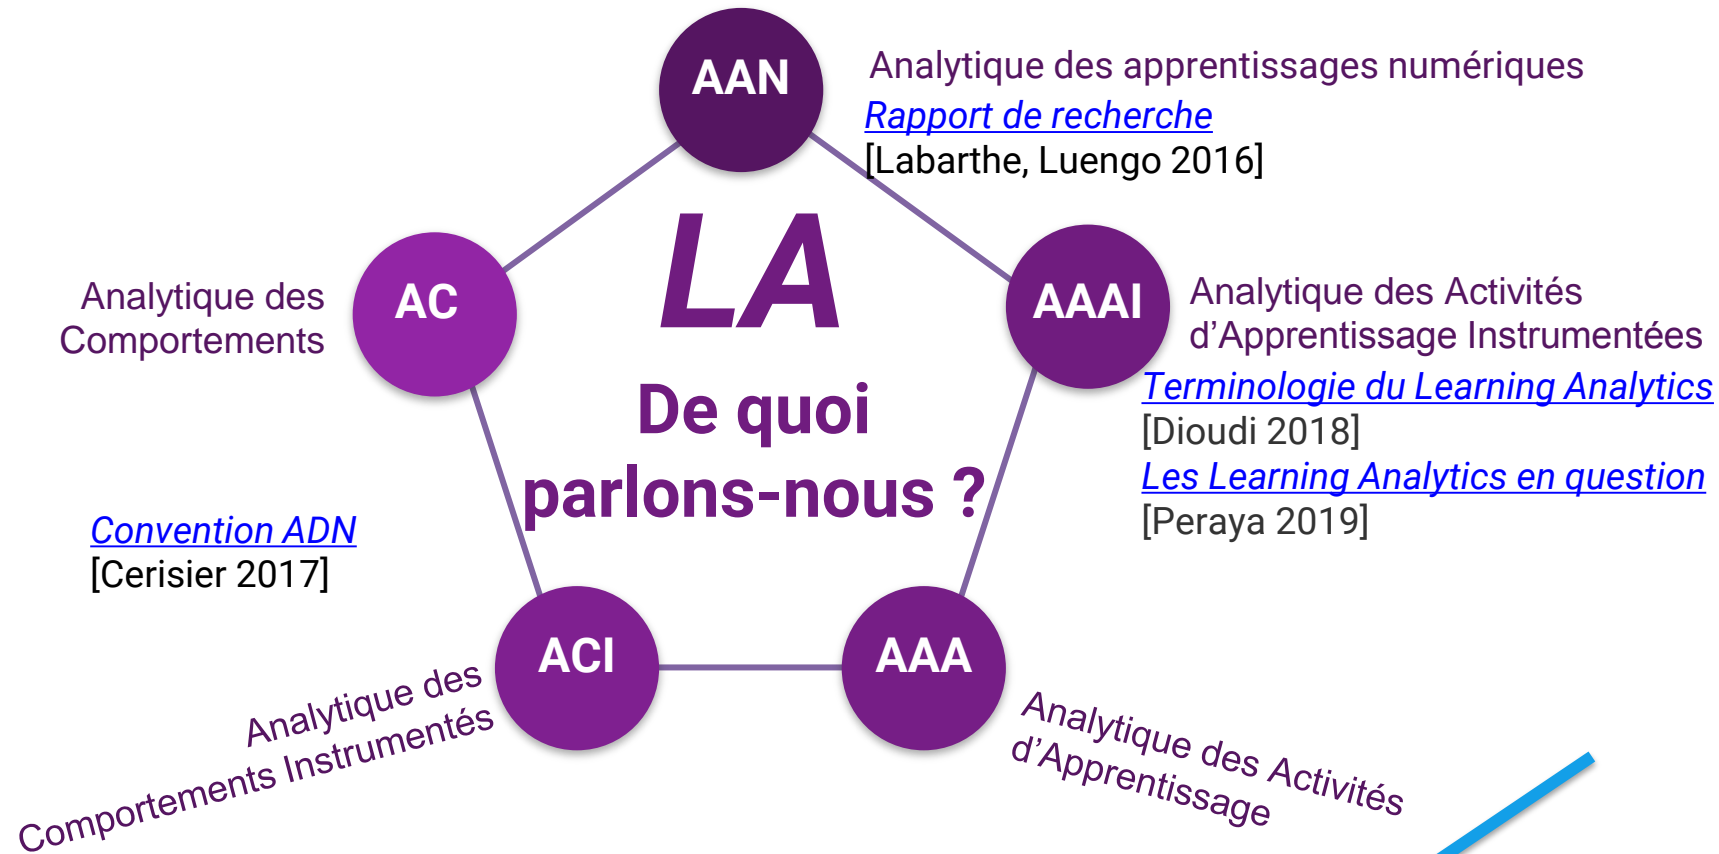 AAN
Analytique des apprentissages numériques
Rapport de recherche
[Labarthe, Luengo 2016]
LA
De quoi
parlons-nous ?
AAAI
Analytique des Activités
d’Apprentissage Instrumentées
Terminologie du Learning Analytics
[Dioudi 2018]
Les Learning Analytics en question
[Peraya 2019]
AAA
Analytique des Activités
d’Apprentissage
ACI
Analytique des
Comportements Instrumentés
Convention ADN
[Cerisier 2017]
AC
Analytique des
Comportements